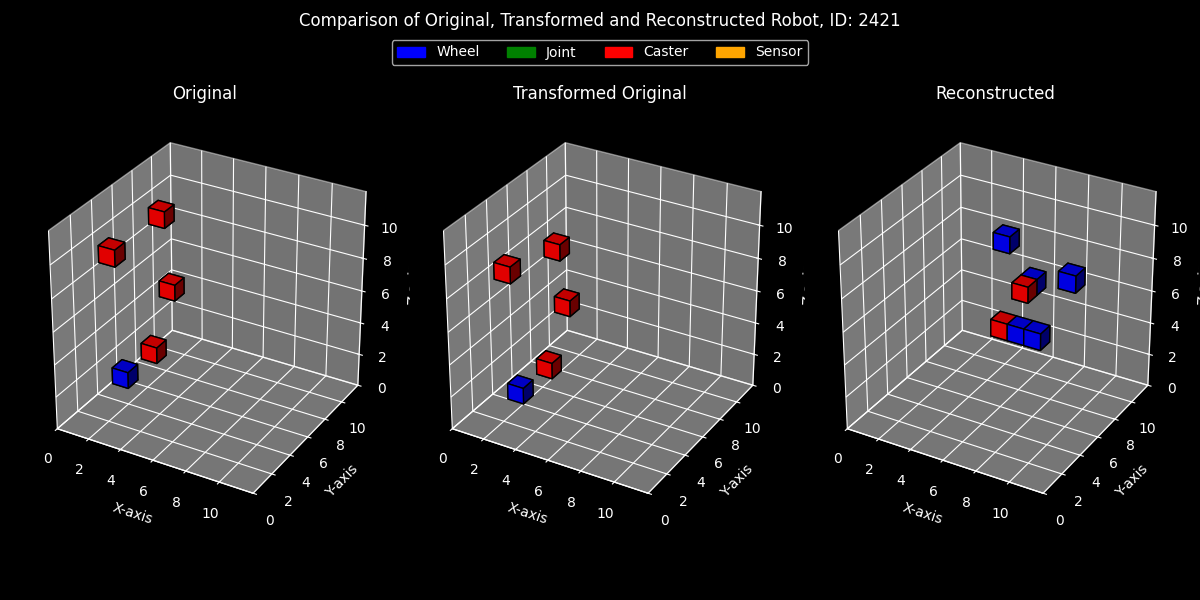 Comparison of Original, Transformed and Reconstructed Robot, ID: 2421
Wheel Joint Caster Sensor
Original Transformed Original Reconstructed
10 10 10
8 8 8
6 6 6
4 4 4
2 2 2
0 0 0
10 10 10
8 8 8
0 6 0 6 0 6
2 4 2 4 2 4
4 2 4 2 4 2
6 0 6 0 6 0
8 8 8
10 10 10
X-axis Y-axis X-axis Y-axis X-axis Y-axis